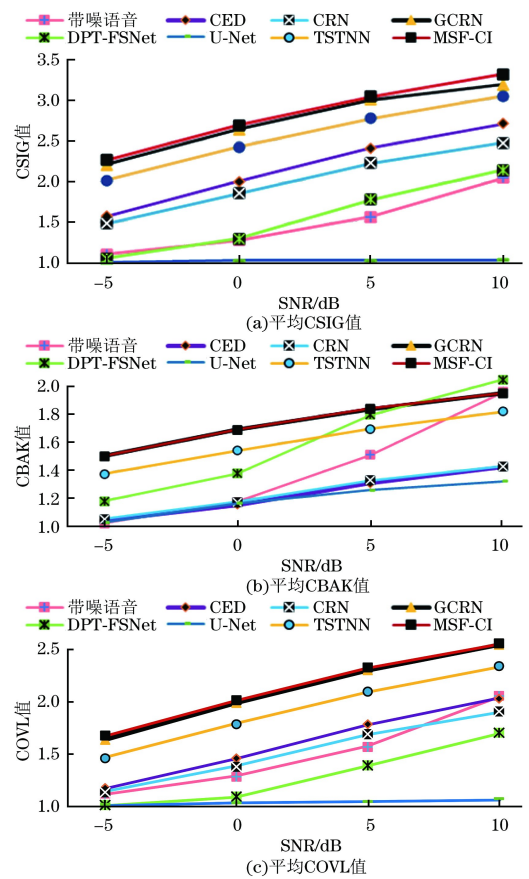 带噪语音 CED CRN GCRN
DPT-FSNet U-Net TSTNN MSF-CI
3.5
3.0
2.5
2.0
1.5
1.0
CSIG值
−5 0 5 10
SNR/dB
(a)平均CSIG值
带噪语音 CED CRN GCRN
DPT-FSNet U-Net TSTNN MSF-CI
2.0
1.8
1.6
1.4
1.2
1.0
CBAK值
−5 0 5 10
SNR/dB
(b)平均CBAK值
带噪语音 CED CRN GCRN
DPT-FSNet U-Net TSTNN MSF-CI
2.5
2.0
1.5
1.0
COVL值
−5 0 5 10
SNR/dB
(c)平均COVL值